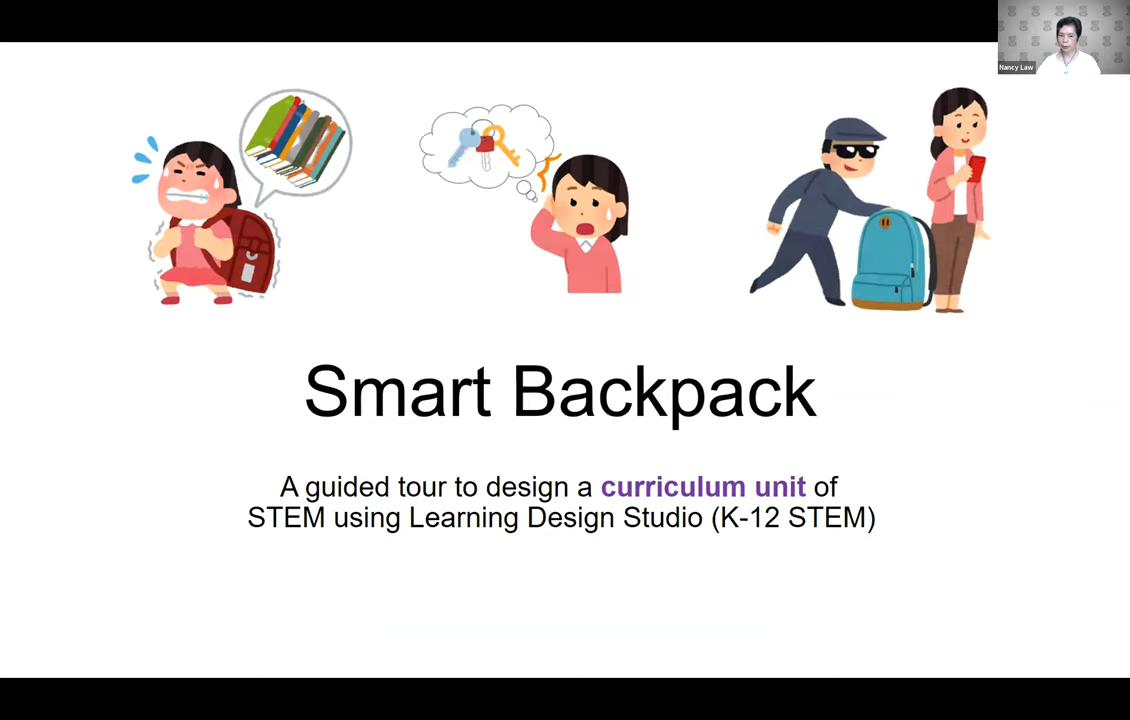 Nancy Law
Smart Backpack
A guided tour to design a curriculum unit of
STEM using Learning Design Studio (K-12 STEM)